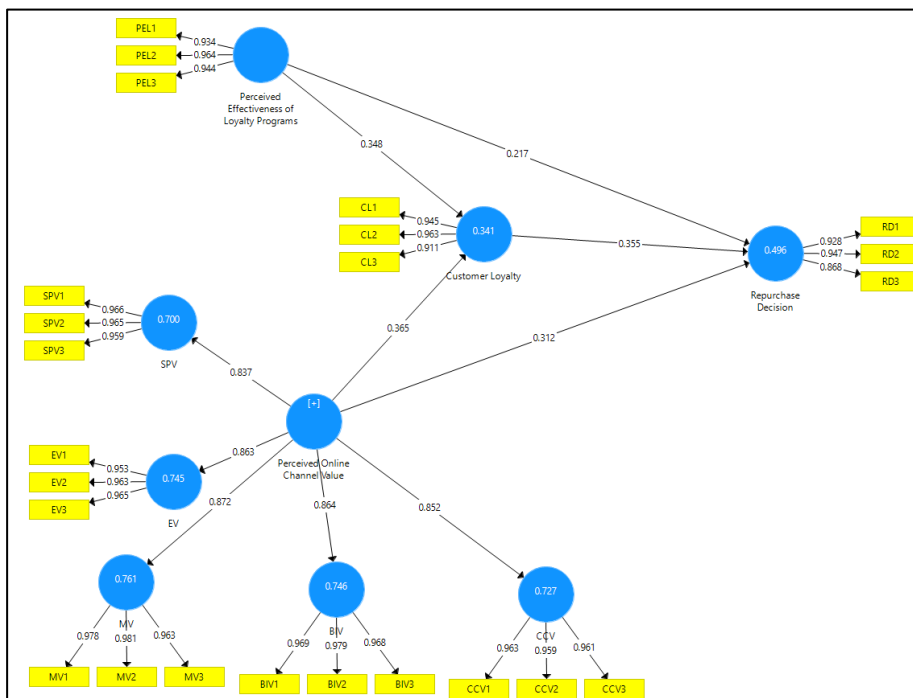 PEL1
0.934
PEL2
0.964
PEL3
0.944
Perceived
Effectiveness of
Loyalty Programs
0.348
0.217
CL1
0.945
CL2
0.963
CL3
0.911
0.341
Customer Loyalty
0.355
0.496
Repurchase
Decision
RD1
0.928
RD2
0.947
RD3
0.868
SPV1
0.966
SPV2
0.965
SPV3
0.959
0.700
SPV
0.365
0.312
0.837
[+]
Perceived Online
Channel Value
EV1
0.953
EV2
0.963
EV3
0.965
0.745
EV
0.863
0.872
0.864
0.852
0.761
MV
0.746
BIV
0.727
CCV
0.978
0.981
0.963
MV1
MV2
MV3
0.969
0.979
0.968
BIV1
BIV2
BIV3
0.963
0.959
0.961
CCV1
CCV2
CCV3